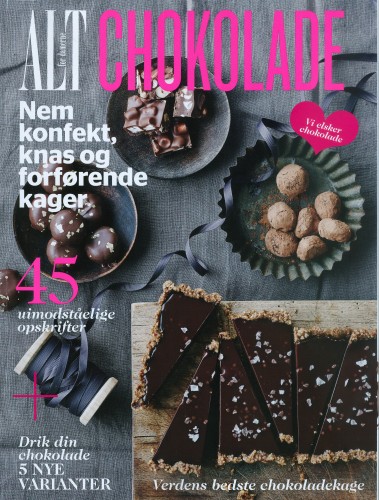 ALT for damerne CHOKOLADE
Nem
konfekt,
knas og
forførende
kager
Vi elsker
chokolade
45
uimodståelige
opskrifter
+
Drik din
chokolade
5 NYE
VARIANTER
Verdens bedste chokoladekage